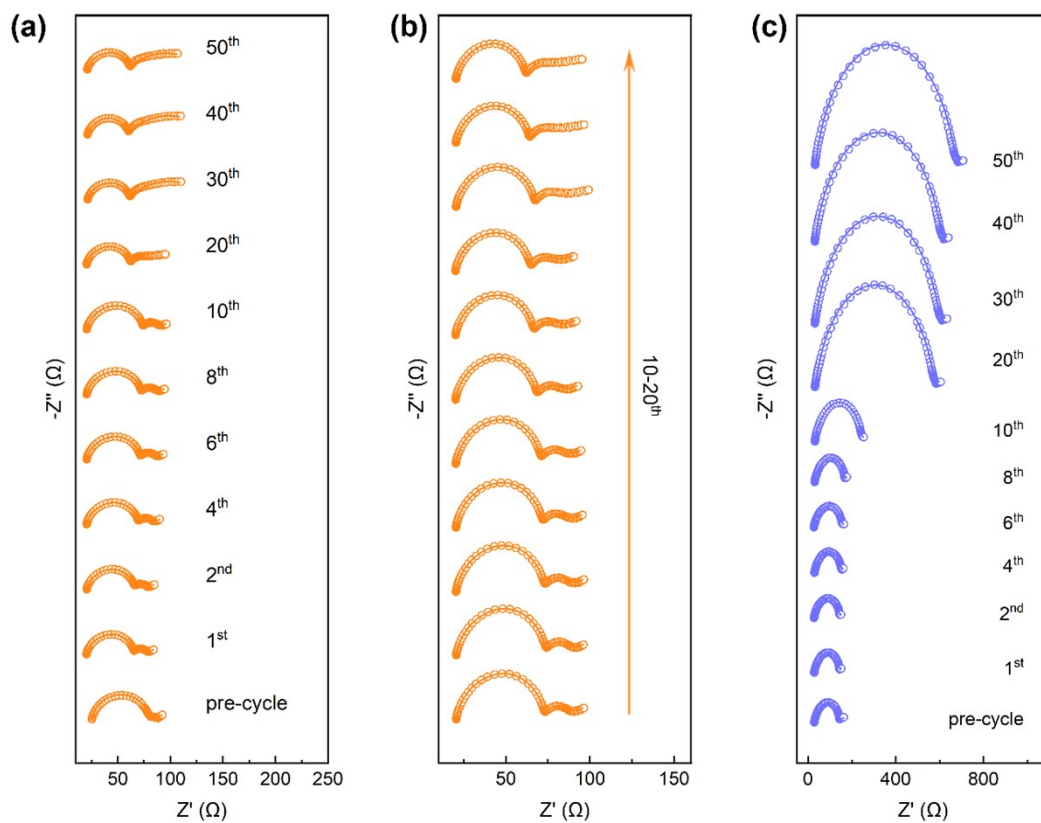 (a)
50th
40th
30th
20th
10th
8th
6th
4th
2nd
1st
pre-cycle
-Z" (Ω)
50 100 150 200 250
Z' (Ω)
(b)
10-20th
-Z" (Ω)
50 100 150
Z' (Ω)
(c)
50th
40th
30th
20th
10th
8th
6th
4th
2nd
1st
pre-cycle
-Z" (Ω)
0 400 800
Z' (Ω)